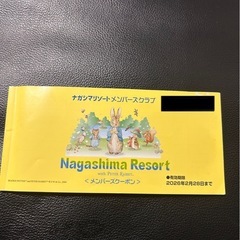 ナガシマリゾートメンバーズクラブ
Nagashima Resort
with Peter Rabbit
<メンバーズクーポン>
●有効期限
2026年2月28日まで